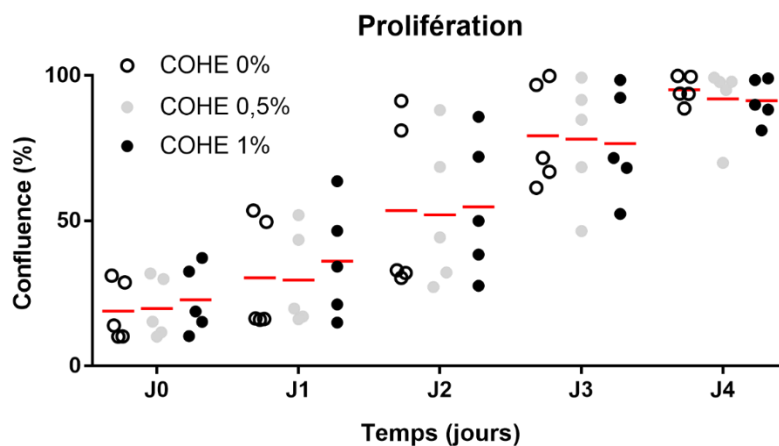 Prolifération
COHE 0%
COHE 0,5%
COHE 1%
Confluence (%)
100
50
0
J0 J1 J2 J3 J4
Temps (jours)